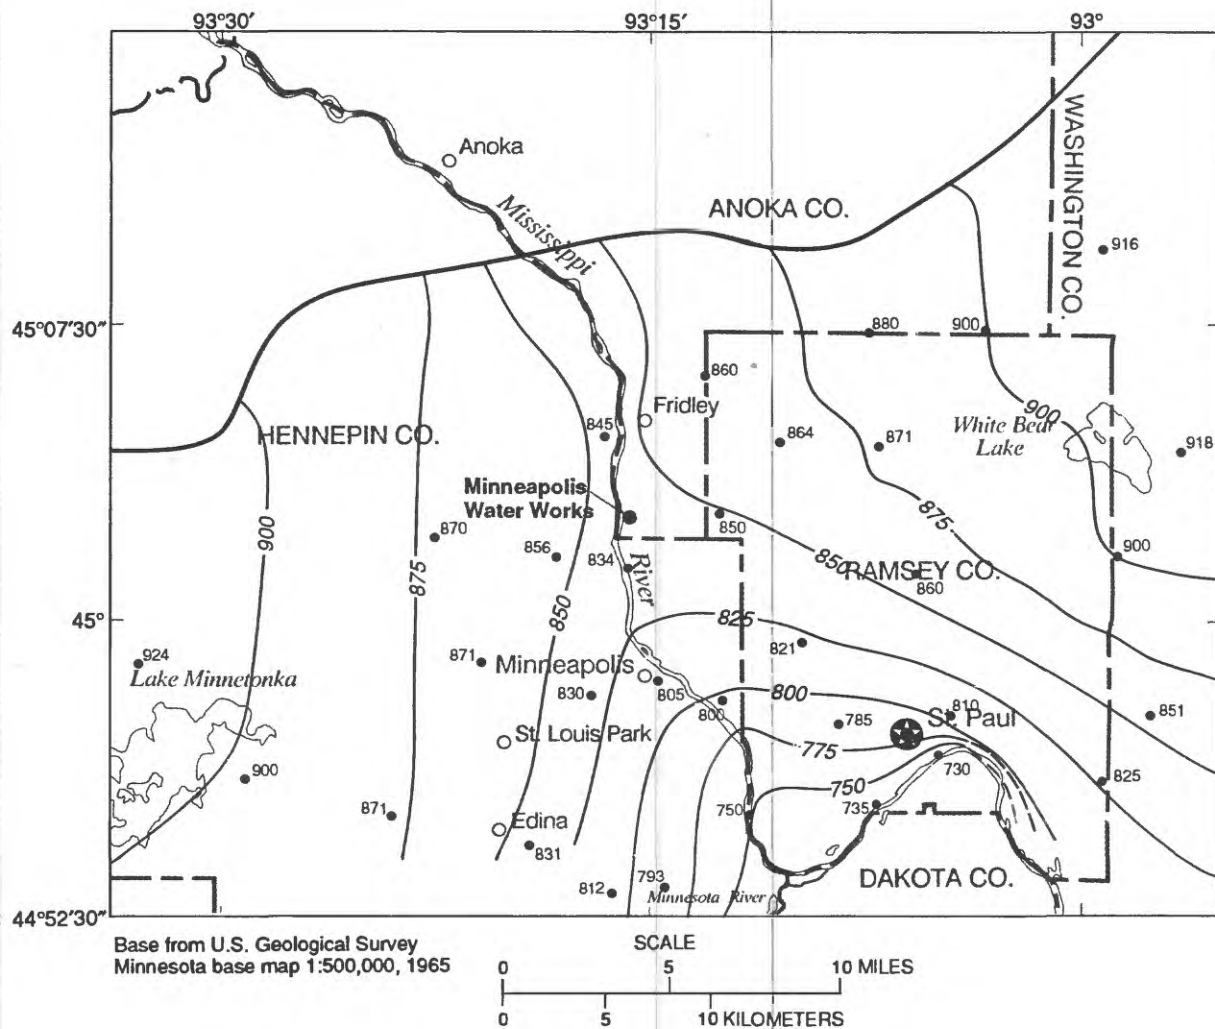 93°30′
93°15′
93°
Anoka
WASHINGTON CO.
Mississippi
ANOKA CO.
916
45°07′30″
880
900
860
Fridley
900
HENNEPIN CO.
845
864
871
White Bear
Lake
918
Minneapolis
Water Works
900
870
875
856
834
River
850
875
850
RAMSEY CO.
860
900
850
45°
825
821
924
871
Minneapolis
Lake Minnetonka
830
805
800
800
785
810
St. Paul
851
St. Louis Park
775
730
900
750
825
871
Edina
750
735
831
812
793
Minnesota River
DAKOTA CO.
44°52′30″
Base from U.S. Geological Survey
Minnesota base map 1:500,000, 1965
SCALE
0 5 10 MILES
0 5 10 KILOMETERS